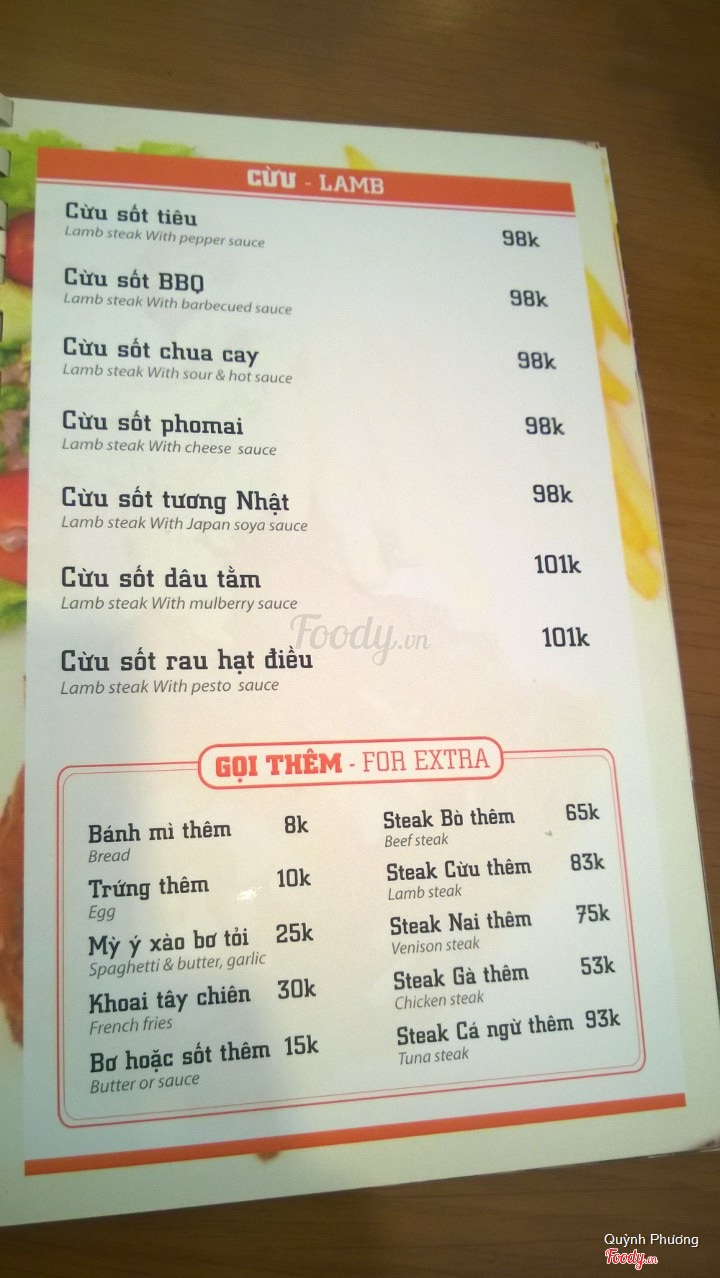 CỪU - LAMB
Cừu sốt tiêu
Lamb steak With pepper sauce
98k
Cừu sốt BBQ
Lamb steak With barbecued sauce
98k
Cừu sốt chua cay
Lamb steak With sour & hot sauce
98k
Cừu sốt phomai
Lamb steak With cheese sauce
98k
Cừu sốt tương Nhật
Lamb steak With Japan soya sauce
98k
Cừu sốt dâu tằm
Lamb steak With mulberry sauce
101k
Cừu sốt rau hạt điều
Lamb steak With pesto sauce
101k
Foody.vn
GỌI THÊM - FOR EXTRA
Bánh mì thêm 8k
Bread
Trứng thêm 10k
Egg
Mỳ ý xào bơ tỏi 25k
Spaghetti & butter, garlic
Khoai tây chiên 30k
French fries
Bơ hoặc sốt thêm 15k
Butter or sauce
Steak Bò thêm 65k
Beef steak
Steak Cừu thêm 83k
Lamb steak
Steak Nai thêm 75k
Venison steak
Steak Gà thêm 53k
Chicken steak
Steak Cá ngừ thêm 93k
Tuna steak
Quỳnh Phương
Foody.vn